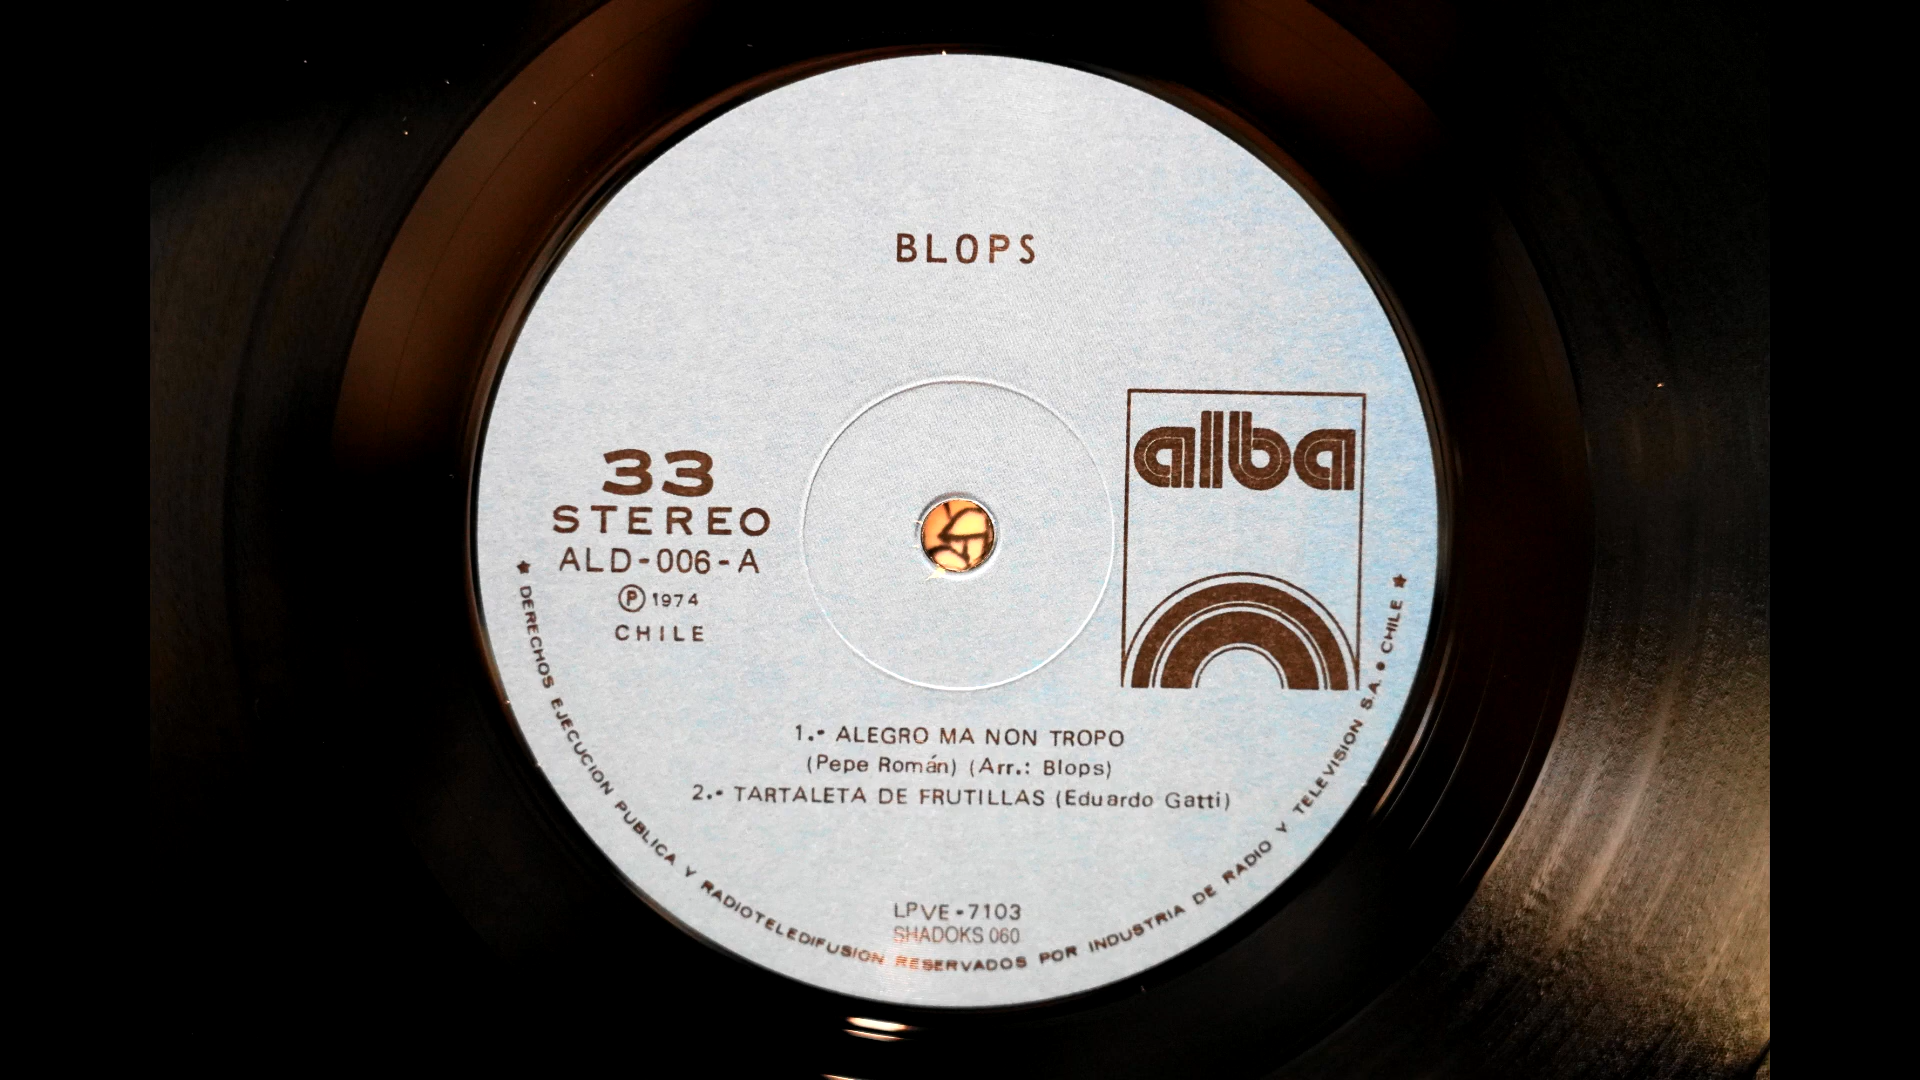 BLOPS
alba
33
STEREO
ALD-006-A
Ⓟ 1974
CHILE
1.- ALEGRO MA NON TROPO
(Pepe Román) (Arr.: Blops)
2.- TARTALETA DE FRUTILLAS (Eduardo Gatti)
LPVE-7103
SHADOKS 060
★ DERECHOS EJECUCION PUBLICA Y RADIOTELEDIFUSION RESERVADOS POR INDUSTRIA DE RADIO Y TELEVISION S.A. • CHILE ★